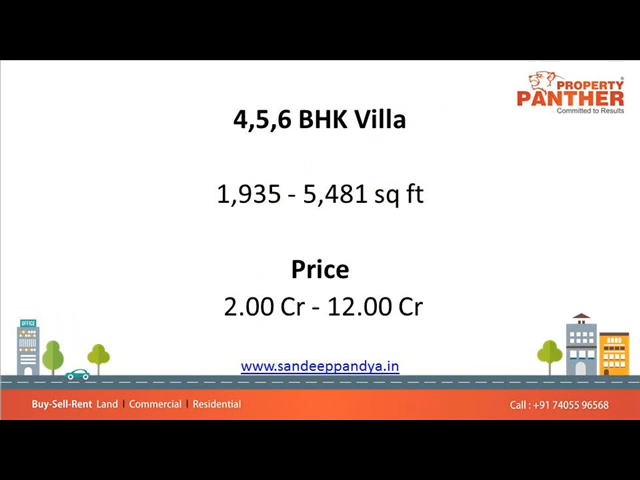 PROPERTY
PANTHER
Committed to Results
4,5,6 BHK Villa
1,935 - 5,481 sq ft
Price
2.00 Cr - 12.00 Cr
www.sandeeppandya.in
OFFICE
Buy-Sell-Rent Land | Commercial | Residential
Call : +91 74055 96568